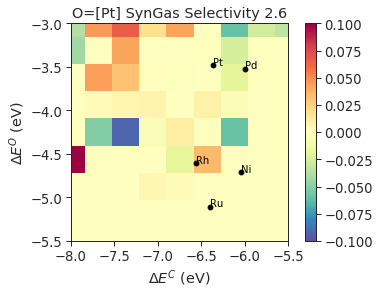 O=[Pt] SynGas Selectivity 2.6
−3.0
−3.5
−4.0
−4.5
−5.0
−5.5
ΔE^O (eV)
Pt
Pd
Rh
Ni
Ru
−8.0 −7.5 −7.0 −6.5 −6.0 −5.5
ΔE^C (eV)
0.100
0.075
0.050
0.025
0.000
−0.025
−0.050
−0.075
−0.100